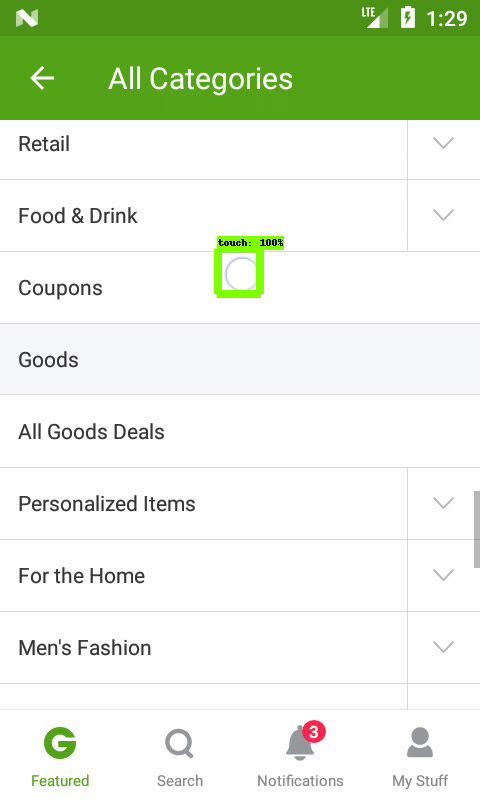 LTE 1:29
All Categories
Retail
Food & Drink
touch: 100%
Coupons
Goods
All Goods Deals
Personalized Items
For the Home
Men's Fashion
3
Featured Search Notifications My Stuff